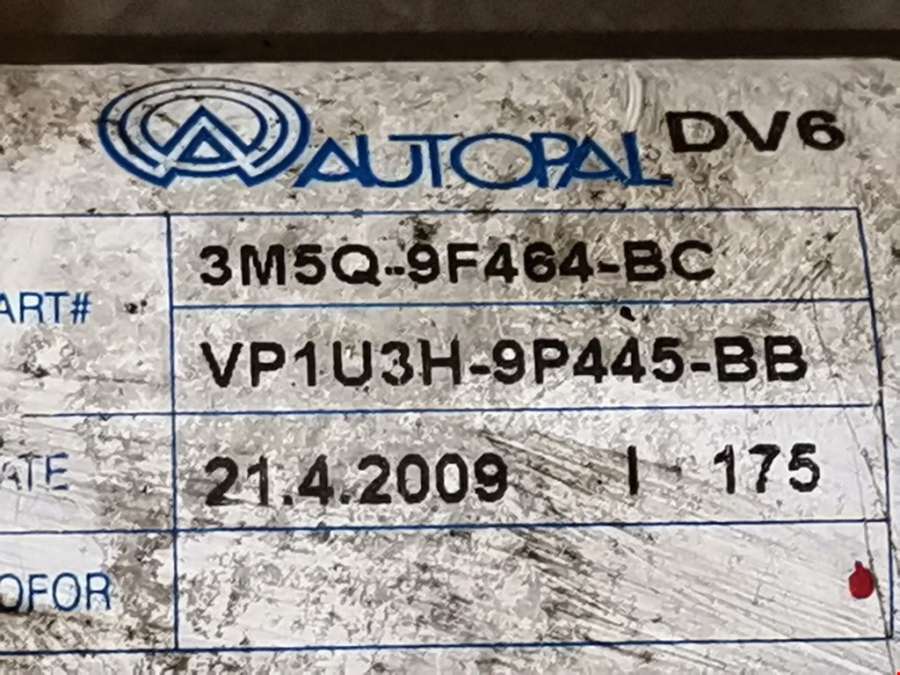 AUTOPAL DV6
ART# 3M5Q-9F464-BC
VP1U3H-9P445-BB
ATE 21.4.2009 I 175
OFOR